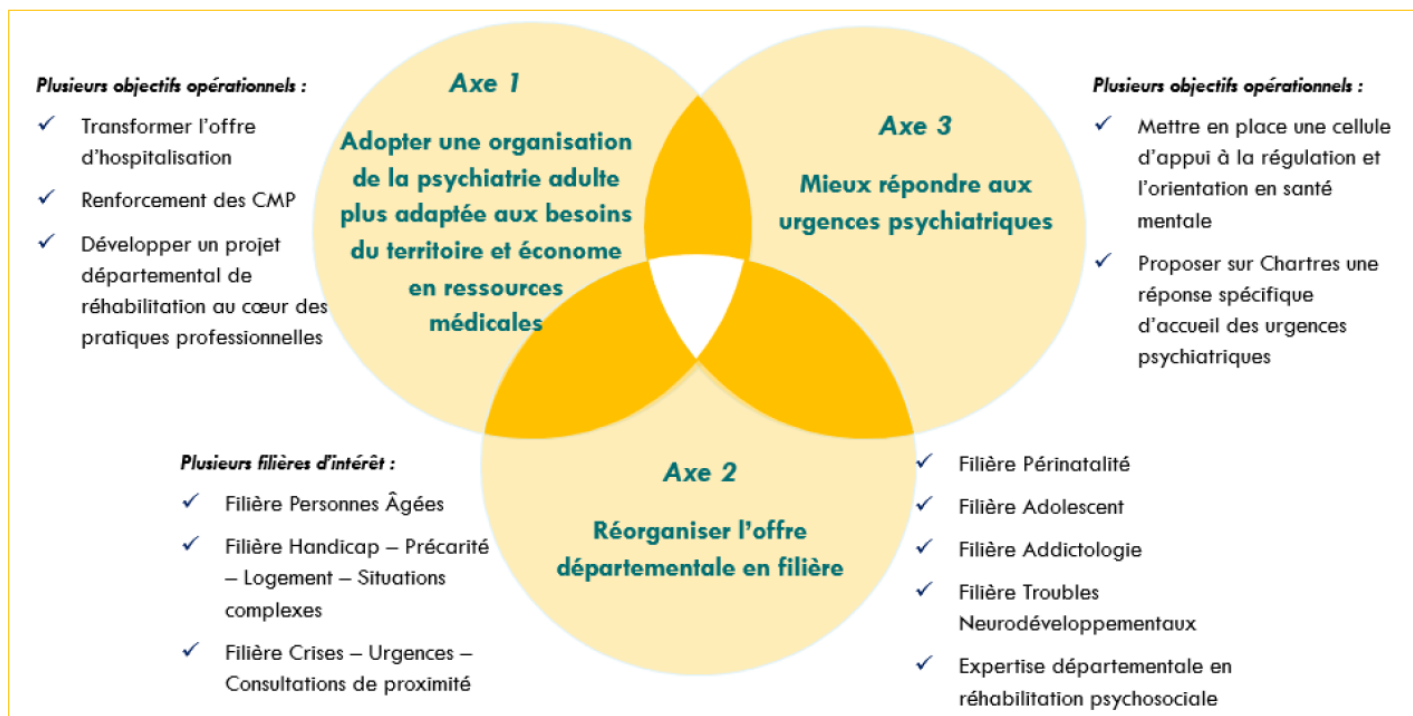 Plusieurs objectifs opérationnels :
Transformer l'offre
d'hospitalisation
Renforcement des CMP
Développer un projet
départemental de
réhabilitation au cœur des
pratiques professionnelles
Axe 1
Adopter une organisation
de la psychiatrie adulte
plus adaptée aux besoins
du territoire et économe
en ressources
médicales
Axe 3
Mieux répondre aux
urgences psychiatriques
Plusieurs objectifs opérationnels :
Mettre en place une cellule
d'appui à la régulation et
l'orientation en santé
mentale
Proposer sur Chartres une
réponse spécifique
d'accueil des urgences
psychiatriques
Plusieurs filières d'intérêt :
Filière Personnes Âgées
Filière Handicap – Précarité
– Logement – Situations
complexes
Filière Crises – Urgences –
Consultations de proximité
Axe 2
Réorganiser l'offre
départementale en filière
Filière Périnatalité
Filière Adolescent
Filière Addictologie
Filière Troubles
Neurodéveloppementaux
Expertise départementale en
réhabilitation psychosociale